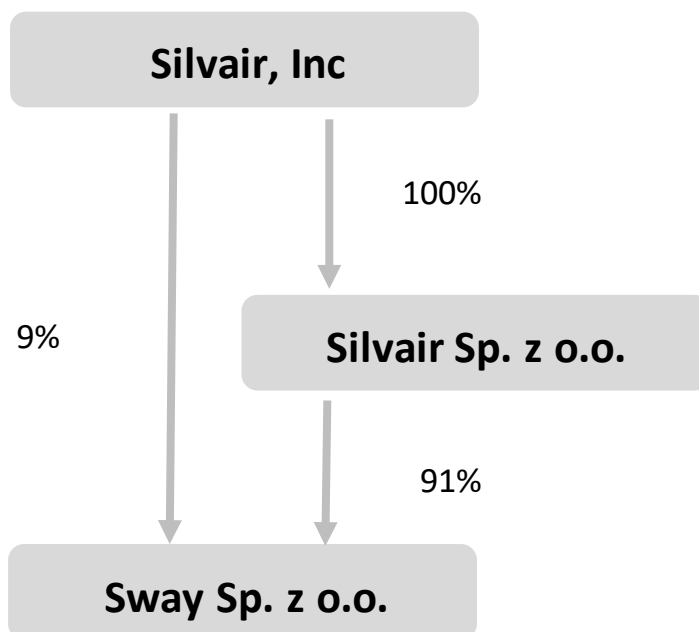 Silvair, Inc
100%
9%
Silvair Sp. z o.o.
91%
Sway Sp. z o.o.